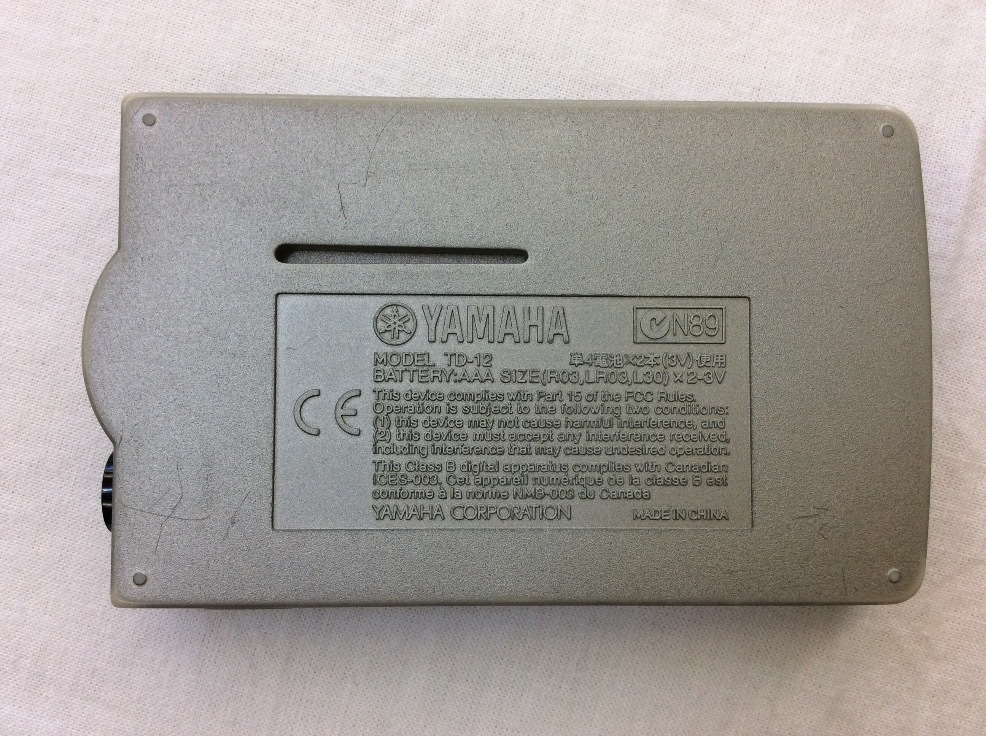 YAMAHA N89
MODEL TD-12 単4電池×2本(3V)使用
BATTERY:AAA SIZE(R03,LR03,L30) × 2-3V
CE
This device complies with Part 15 of the FCC Rules.
Operation is subject to the following two conditions:
(1) this device may not cause harmful interference, and
(2) this device must accept any interference received,
including interference that may cause undesired operation.
This Class B digital apparatus complies with Canadian
ICES-003. Cet appareil numerique de la classe B est
conforme à la norme NMB-003 du Canada
YAMAHA CORPORATION MADE IN CHINA